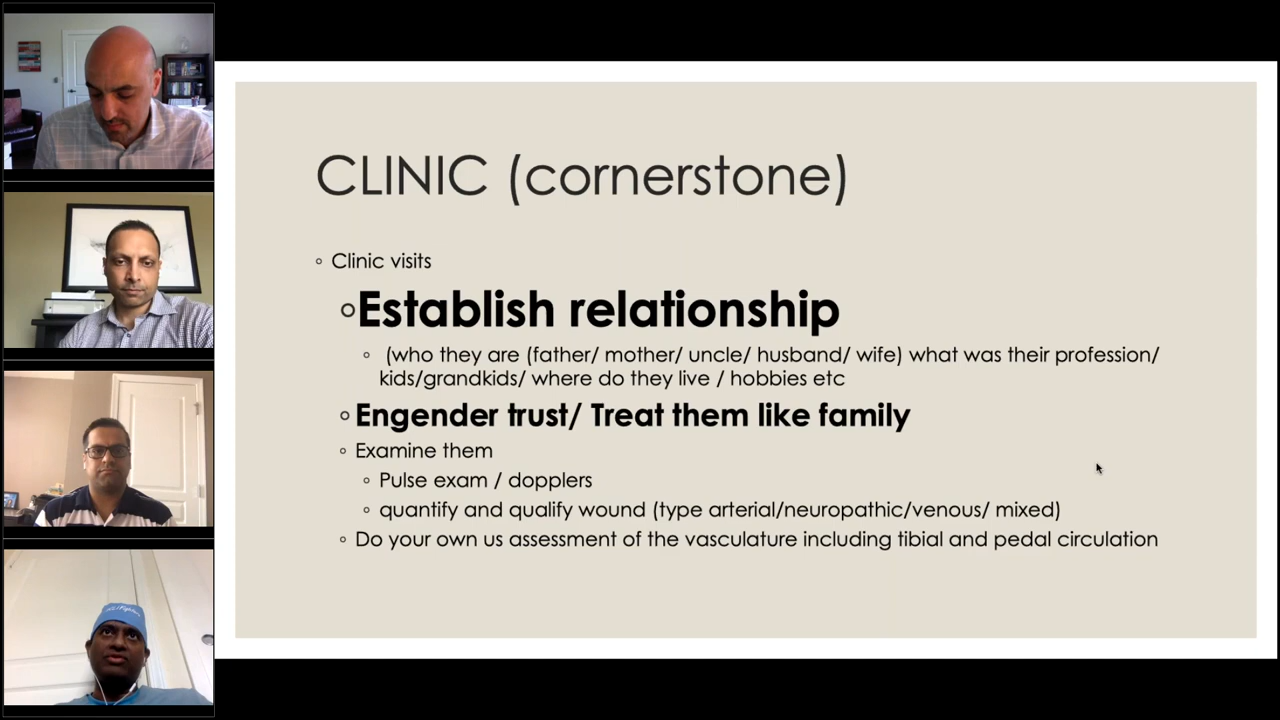 CLINIC (cornerstone)
Clinic visits
Establish relationship
(who they are (father/ mother/ uncle/ husband/ wife) what was their profession/
kids/grandkids/ where do they live / hobbies etc
Engender trust/ Treat them like family
Examine them
Pulse exam / dopplers
quantify and qualify wound (type arterial/neuropathic/venous/ mixed)
Do your own us assessment of the vasculature including tibial and pedal circulation